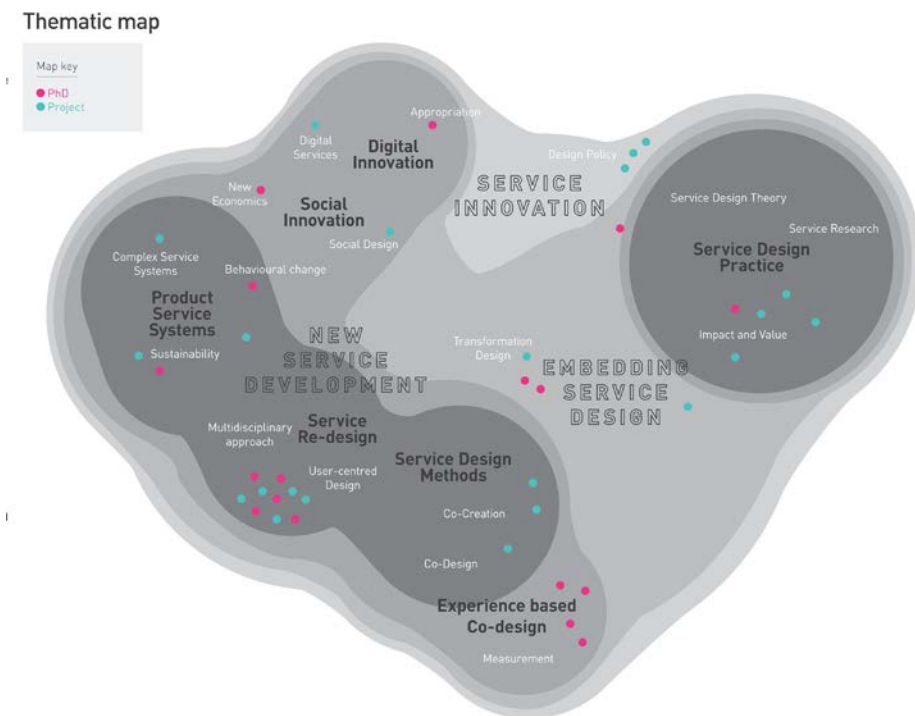 Thematic map
Map key
PhD
Project
Appropriation
Digital
Services
Digital
Innovation
Design Policy
SERVICE
INNOVATION
New
Economics
Social
Innovation
Service Design Theory
Service Research
Social Design
Service Design
Practice
Complex Service
Systems
Behavioural change
Product
Service
Systems
Sustainability
NEW
SERVICE
DEVELOPMENT
Transformation
Design
Impact and Value
EMBEDDING
SERVICE
DESIGN
Multidisciplinary
approach
Service
Re-design
User-centred
Design
Service Design
Methods
Co-Creation
Co-Design
Experience based
Co-design
Measurement